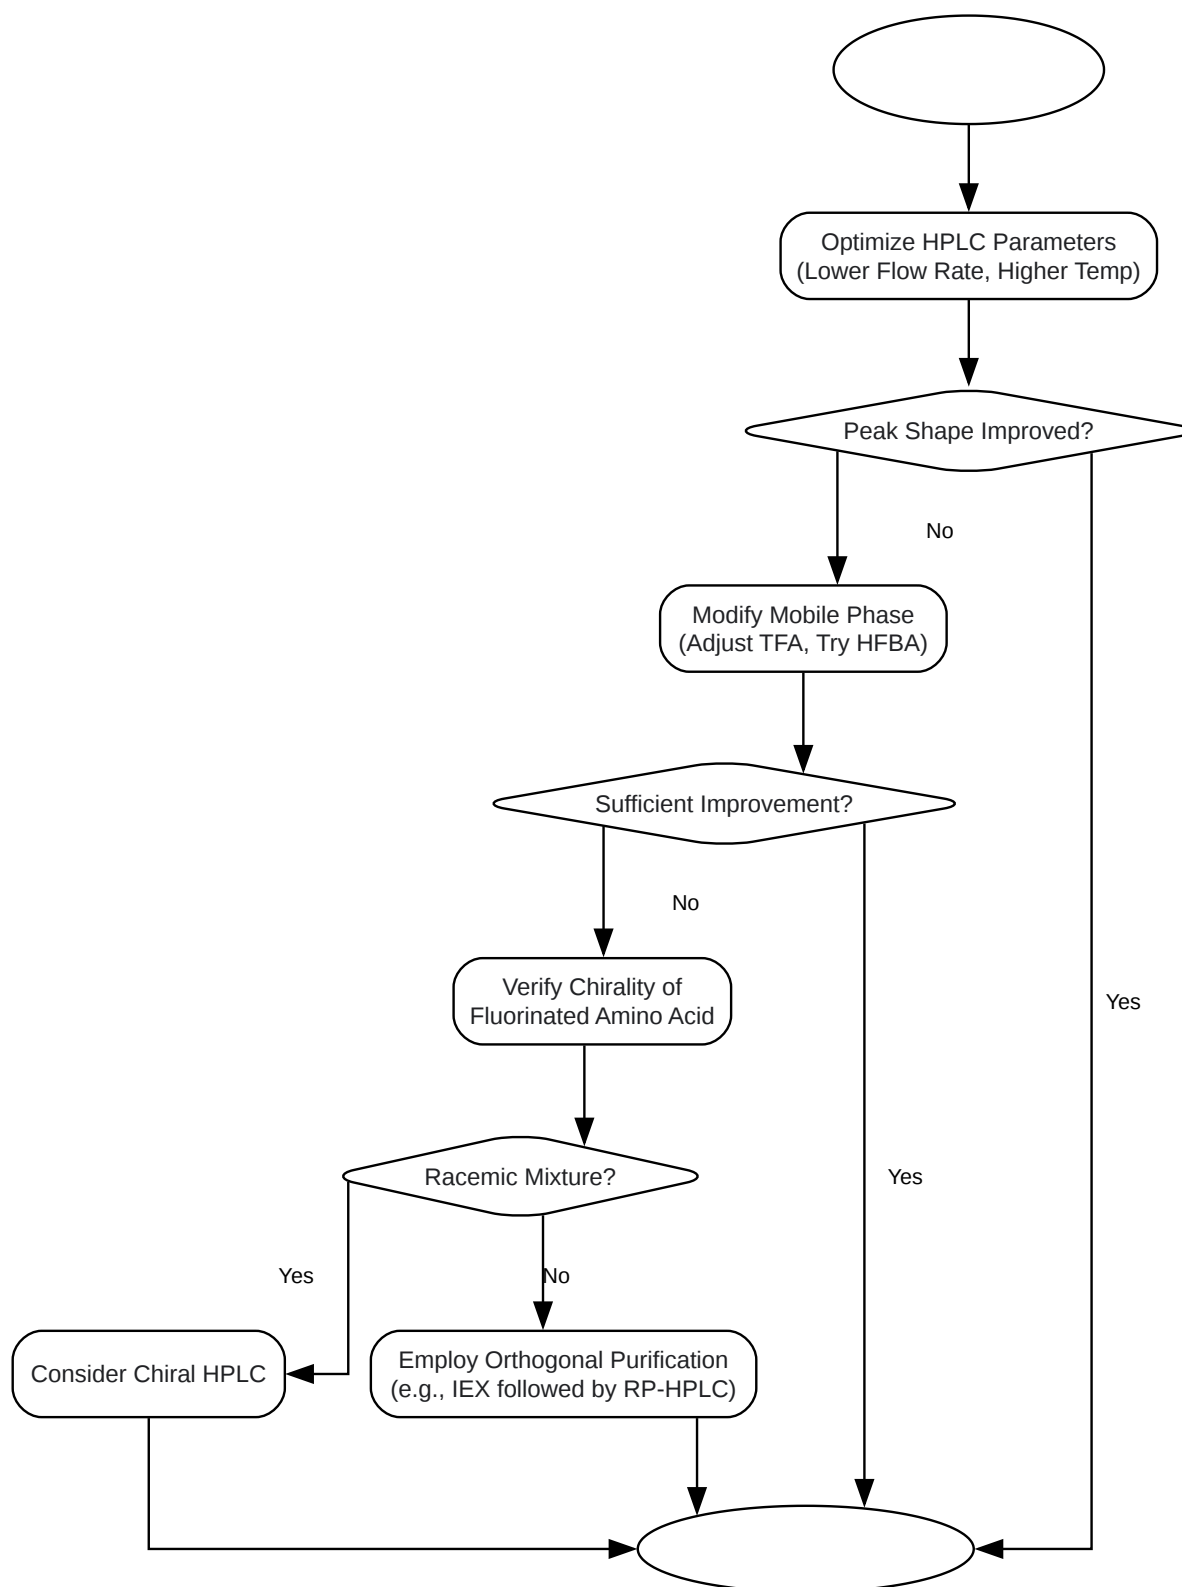 Optimize HPLC Parameters
(Lower Flow Rate, Higher Temp)
Peak Shape Improved?
No
Modify Mobile Phase
(Adjust TFA, Try HFBA)
Sufficient Improvement?
No
Verify Chirality of
Fluorinated Amino Acid
Yes
Racemic Mixture?
Yes
Yes
No
Consider Chiral HPLC
Employ Orthogonal Purification
(e.g., IEX followed by RP-HPLC)